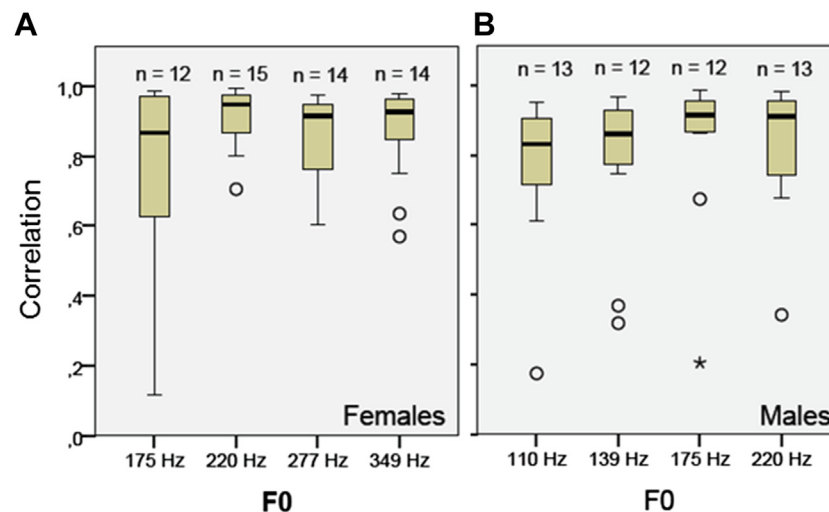 A
B
n = 12 n = 15 n = 14 n = 14
n = 13 n = 12 n = 12 n = 13
1,0
,8
,6
,4
,2
,0
Correlation
Females
Males
175 Hz 220 Hz 277 Hz 349 Hz
110 Hz 139 Hz 175 Hz 220 Hz
F0
F0